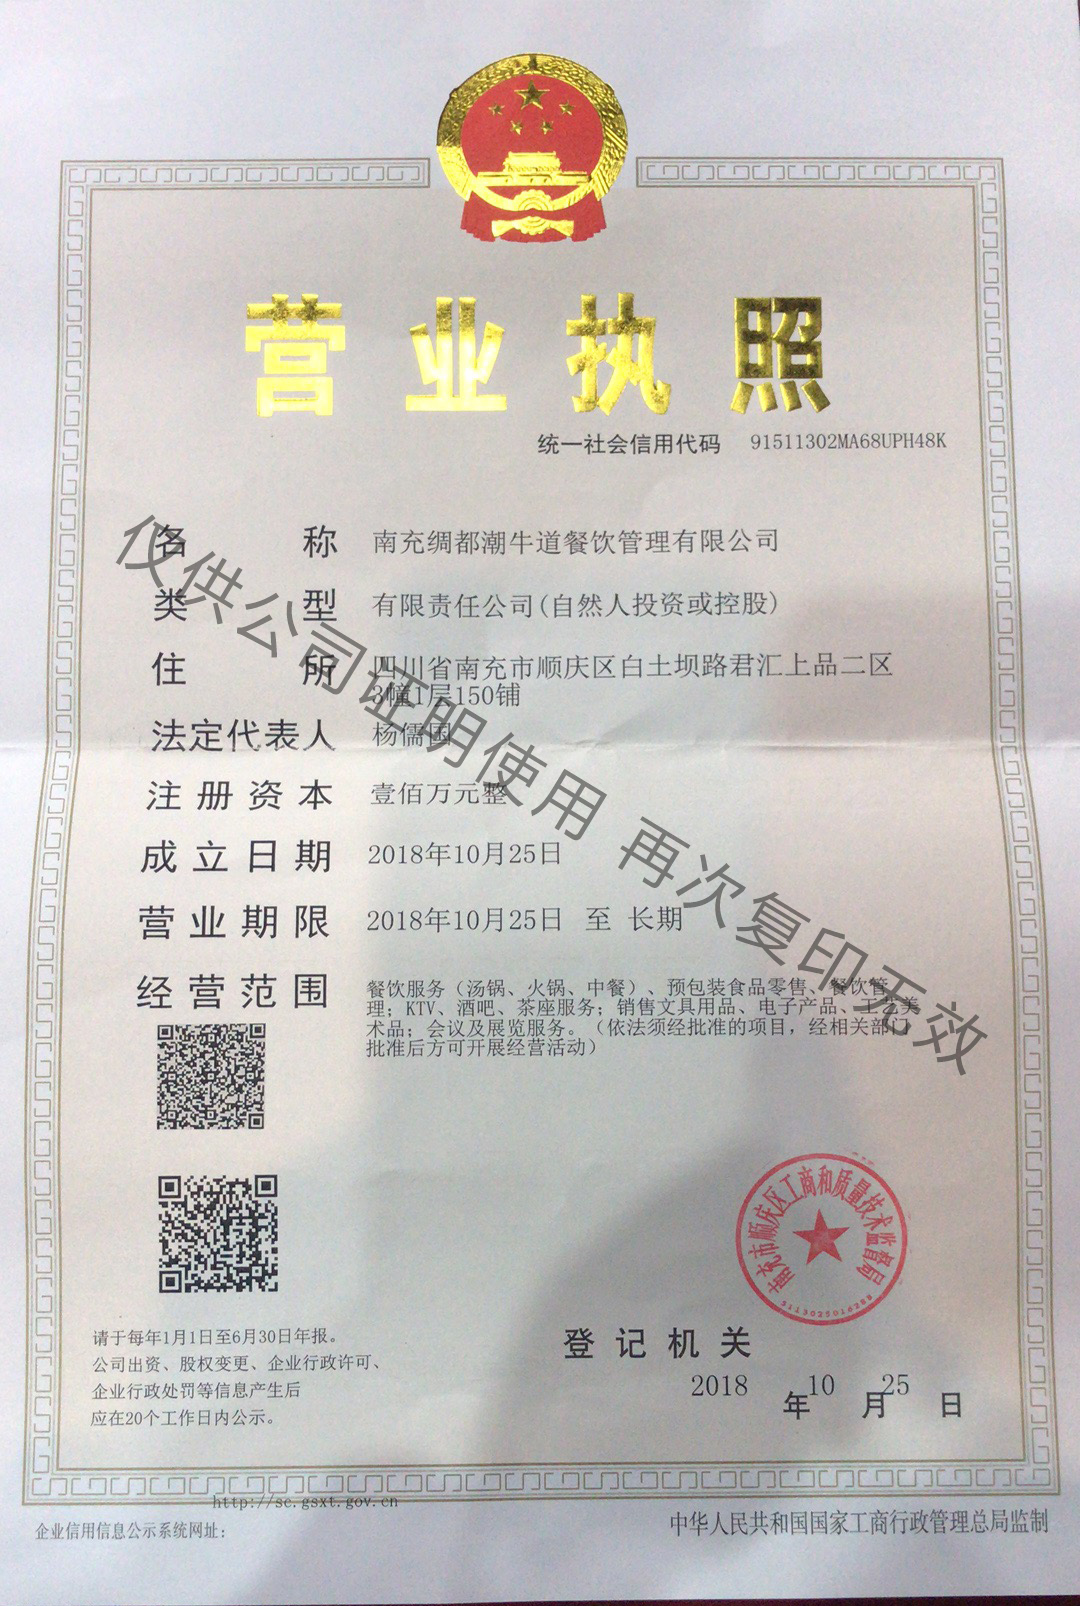 营业执照
统一社会信用代码 91511302MA68UPH48K
名称 南充绸都潮牛道餐饮管理有限公司
类型 有限责任公司(自然人投资或控股)
住所 四川省南充市顺庆区白土坝路君汇上品二区
3幢1层150铺
法定代表人 杨儒国
注册资本 壹佰万元整
成立日期 2018年10月25日
营业期限 2018年10月25日 至 长期
经营范围 餐饮服务（汤锅、火锅、中餐）、预包装食品零售、餐饮管
理；KTV、酒吧、茶座服务；销售文具用品、电子产品、工艺美
术品；会议及展览服务。（依法须经批准的项目，经相关部门
批准后方可开展经营活动）
仅供公司证明使用 再次复印无效
南充市顺庆区工商和质量技术监督局
请于每年1月1日至6月30日年报。
公司出资、股权变更、企业行政许可、
企业行政处罚等信息产生后
应在20个工作日内公示。
登记机关
2018年10月25日
http://sc.gsxt.gov.cn
企业信用信息公示系统网址：
中华人民共和国国家工商行政管理总局监制